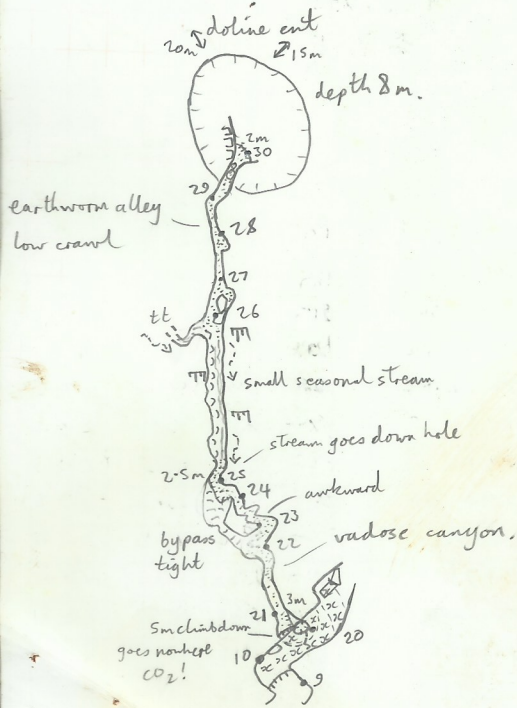 doline ent
20m
15m
depth 8m.
2m
30
29
earthworm alley
low crawl
28
27
26
tt
small seasonal stream
stream goes down hole
2.5m
25
24
awkward
23
22
vadose canyon.
bypass
tight
3m
21
5m climbdown
goes nowhere
CO2!
20
10
9